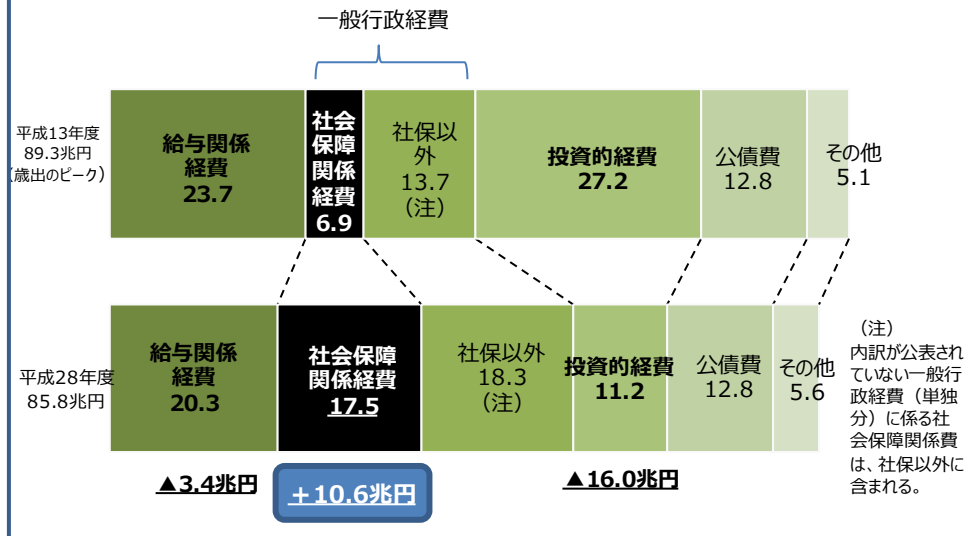 一般行政経費
平成13年度
89.3兆円
（歳出のピーク）
給与関係
経費
23.7
社会
保障
関係
経費
6.9
社保以
外
13.7
（注）
投資的経費
27.2
公債費
12.8
その他
5.1
平成28年度
85.8兆円
給与関係
経費
20.3
社会保障
関係経費
17.5
社保以外
18.3
（注）
投資的経費
11.2
公債費
12.8
その他
5.6
（注）
内訳が公表され
ていない一般行
政経費（単独
分）に係る社
会保障関係費
は、社保以外に
含まれる。
▲3.4兆円
＋10.6兆円
▲16.0兆円